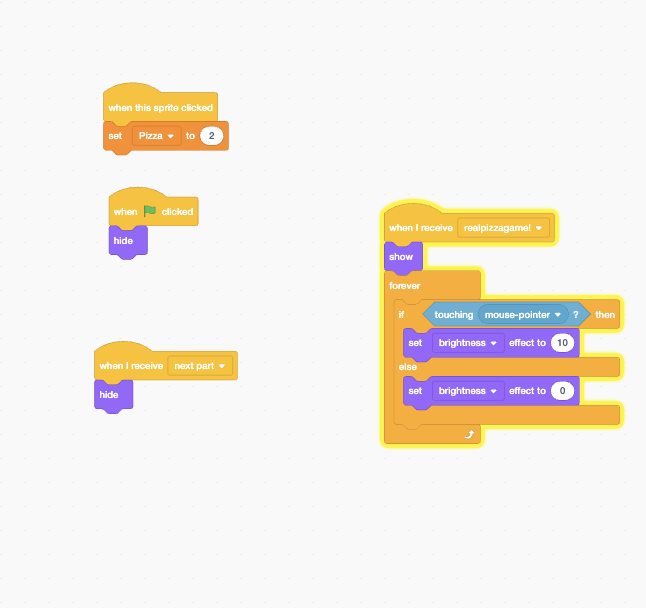 when this sprite clicked
set Pizza to 2
when clicked
hide
when I receive next part
hide
when I receive realpizzagame!
show
forever
if touching mouse-pointer ? then
set brightness effect to 10
else
set brightness effect to 0